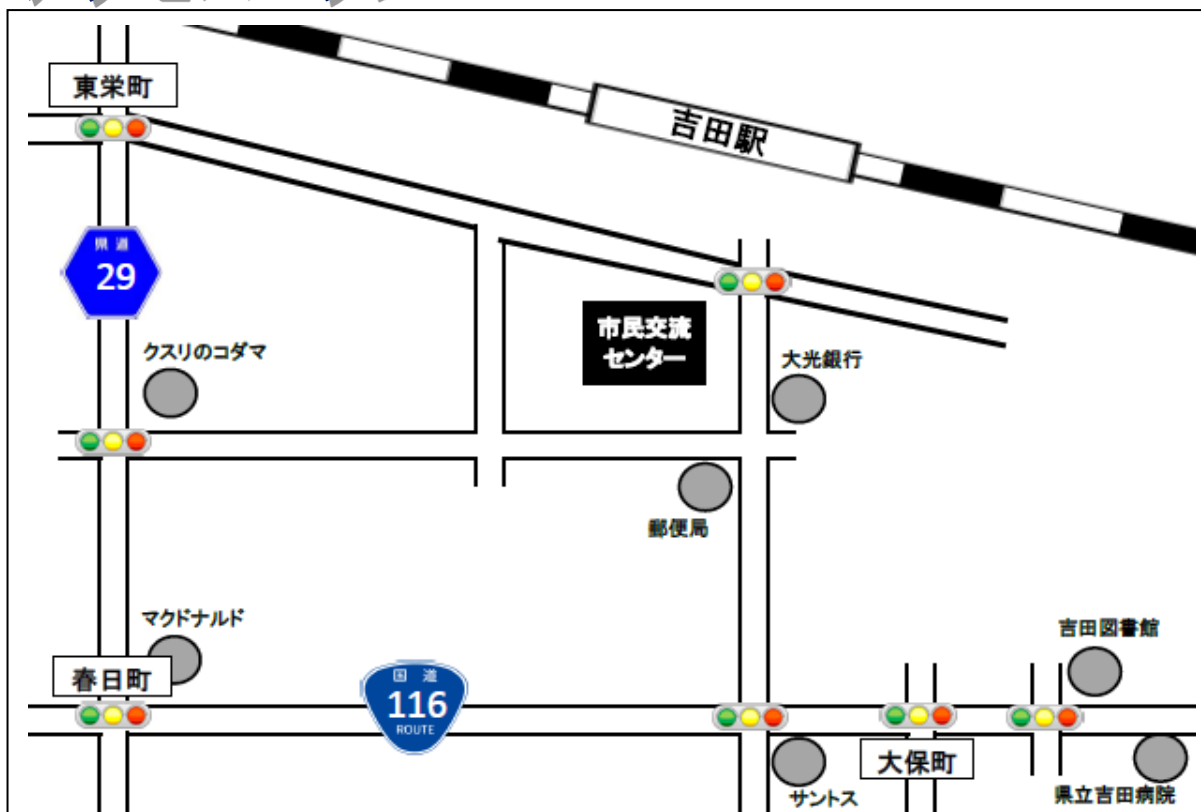 東栄町
吉田駅
県道
29
市民交流
センター
クスリのコダマ
大光銀行
郵便局
マクドナルド
吉田図書館
春日町
国道
116
ROUTE
大保町
サントス
県立吉田病院